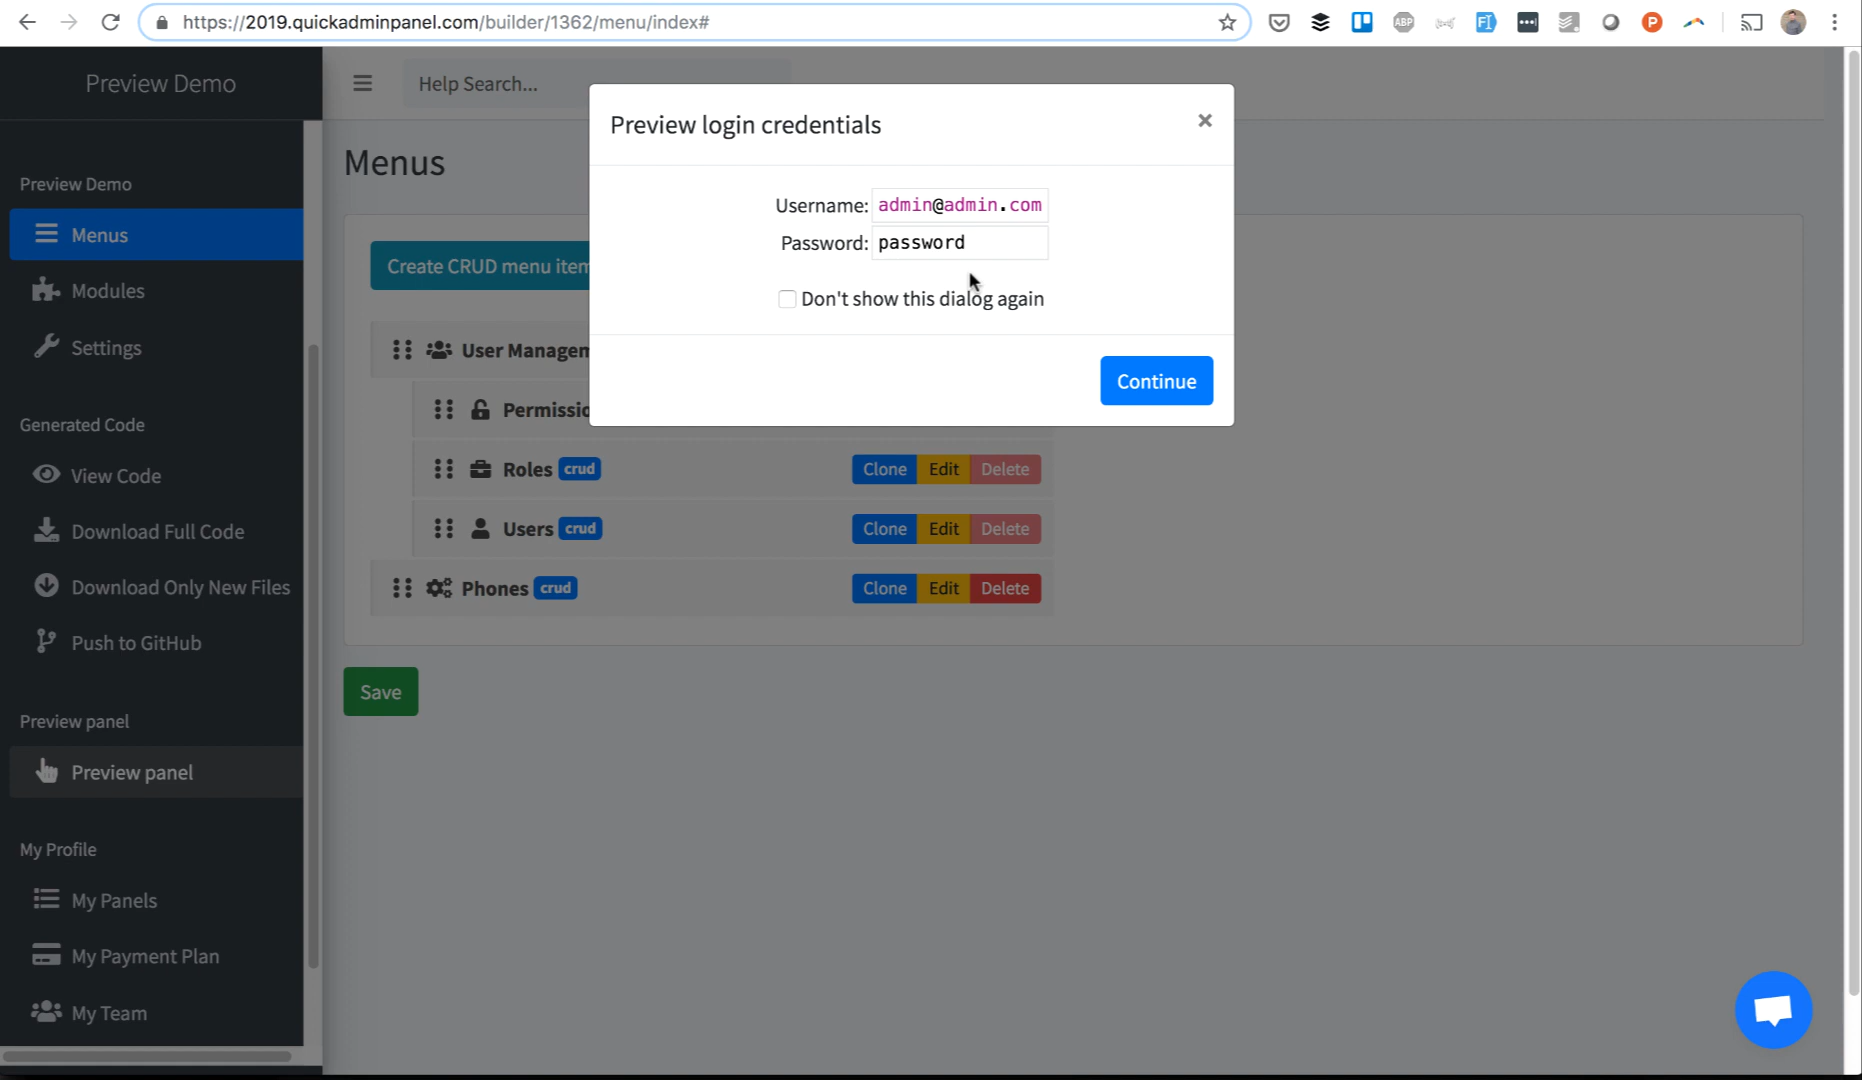 https://2019.quickadminpanel.com/builder/1362/menu/index#
ABP
P
Preview Demo
Help Search...
Preview login credentials
×
Username: admin@admin.com
Password: password
Don't show this dialog again
Continue
Preview Demo
Menus
Modules
Settings
Generated Code
View Code
Download Full Code
Download Only New Files
Push to GitHub
Preview panel
Preview panel
My Profile
My Panels
My Payment Plan
My Team
Menus
Create CRUD menu item
User Managem
Permissio
Roles crud Clone Edit Delete
Users crud Clone Edit Delete
Phones crud Clone Edit Delete
Save